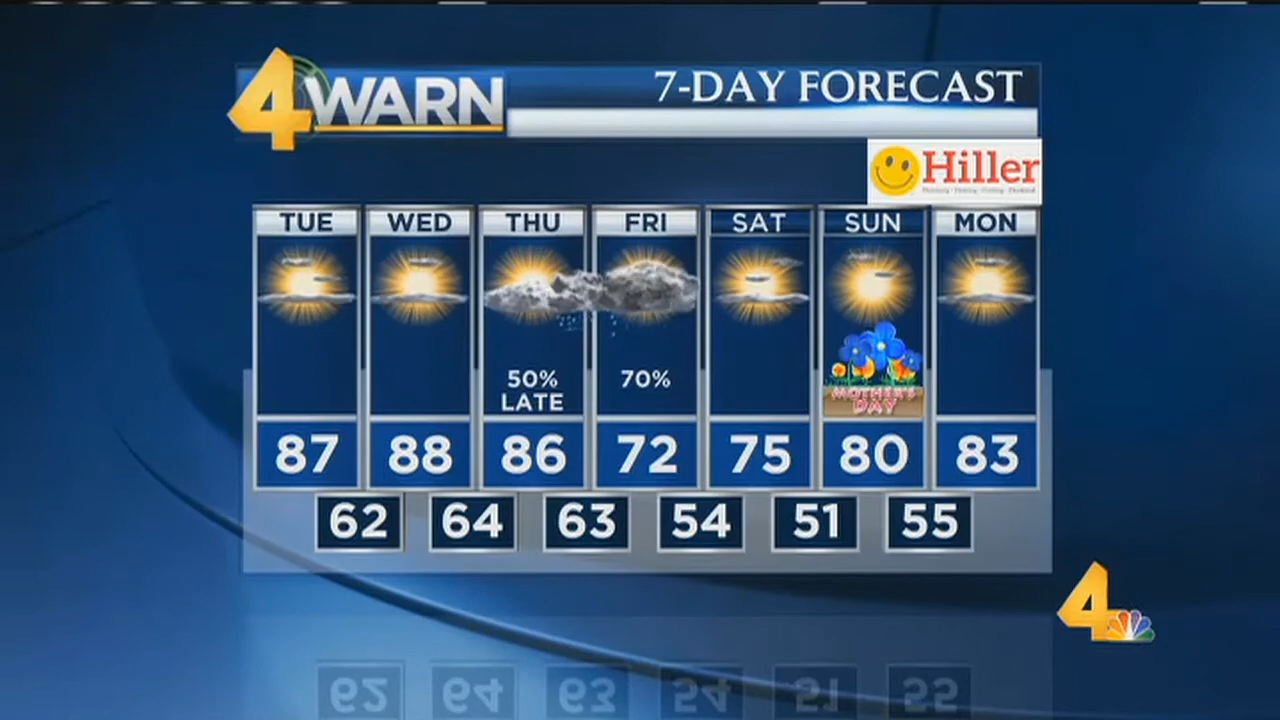 4WARN
7-DAY FORECAST
Hiller
TUE WED THU FRI SAT SUN MON
50% 70%
LATE
MOTHER'S
DAY
87 88 86 72 75 80 83
62 64 63 54 51 55
4